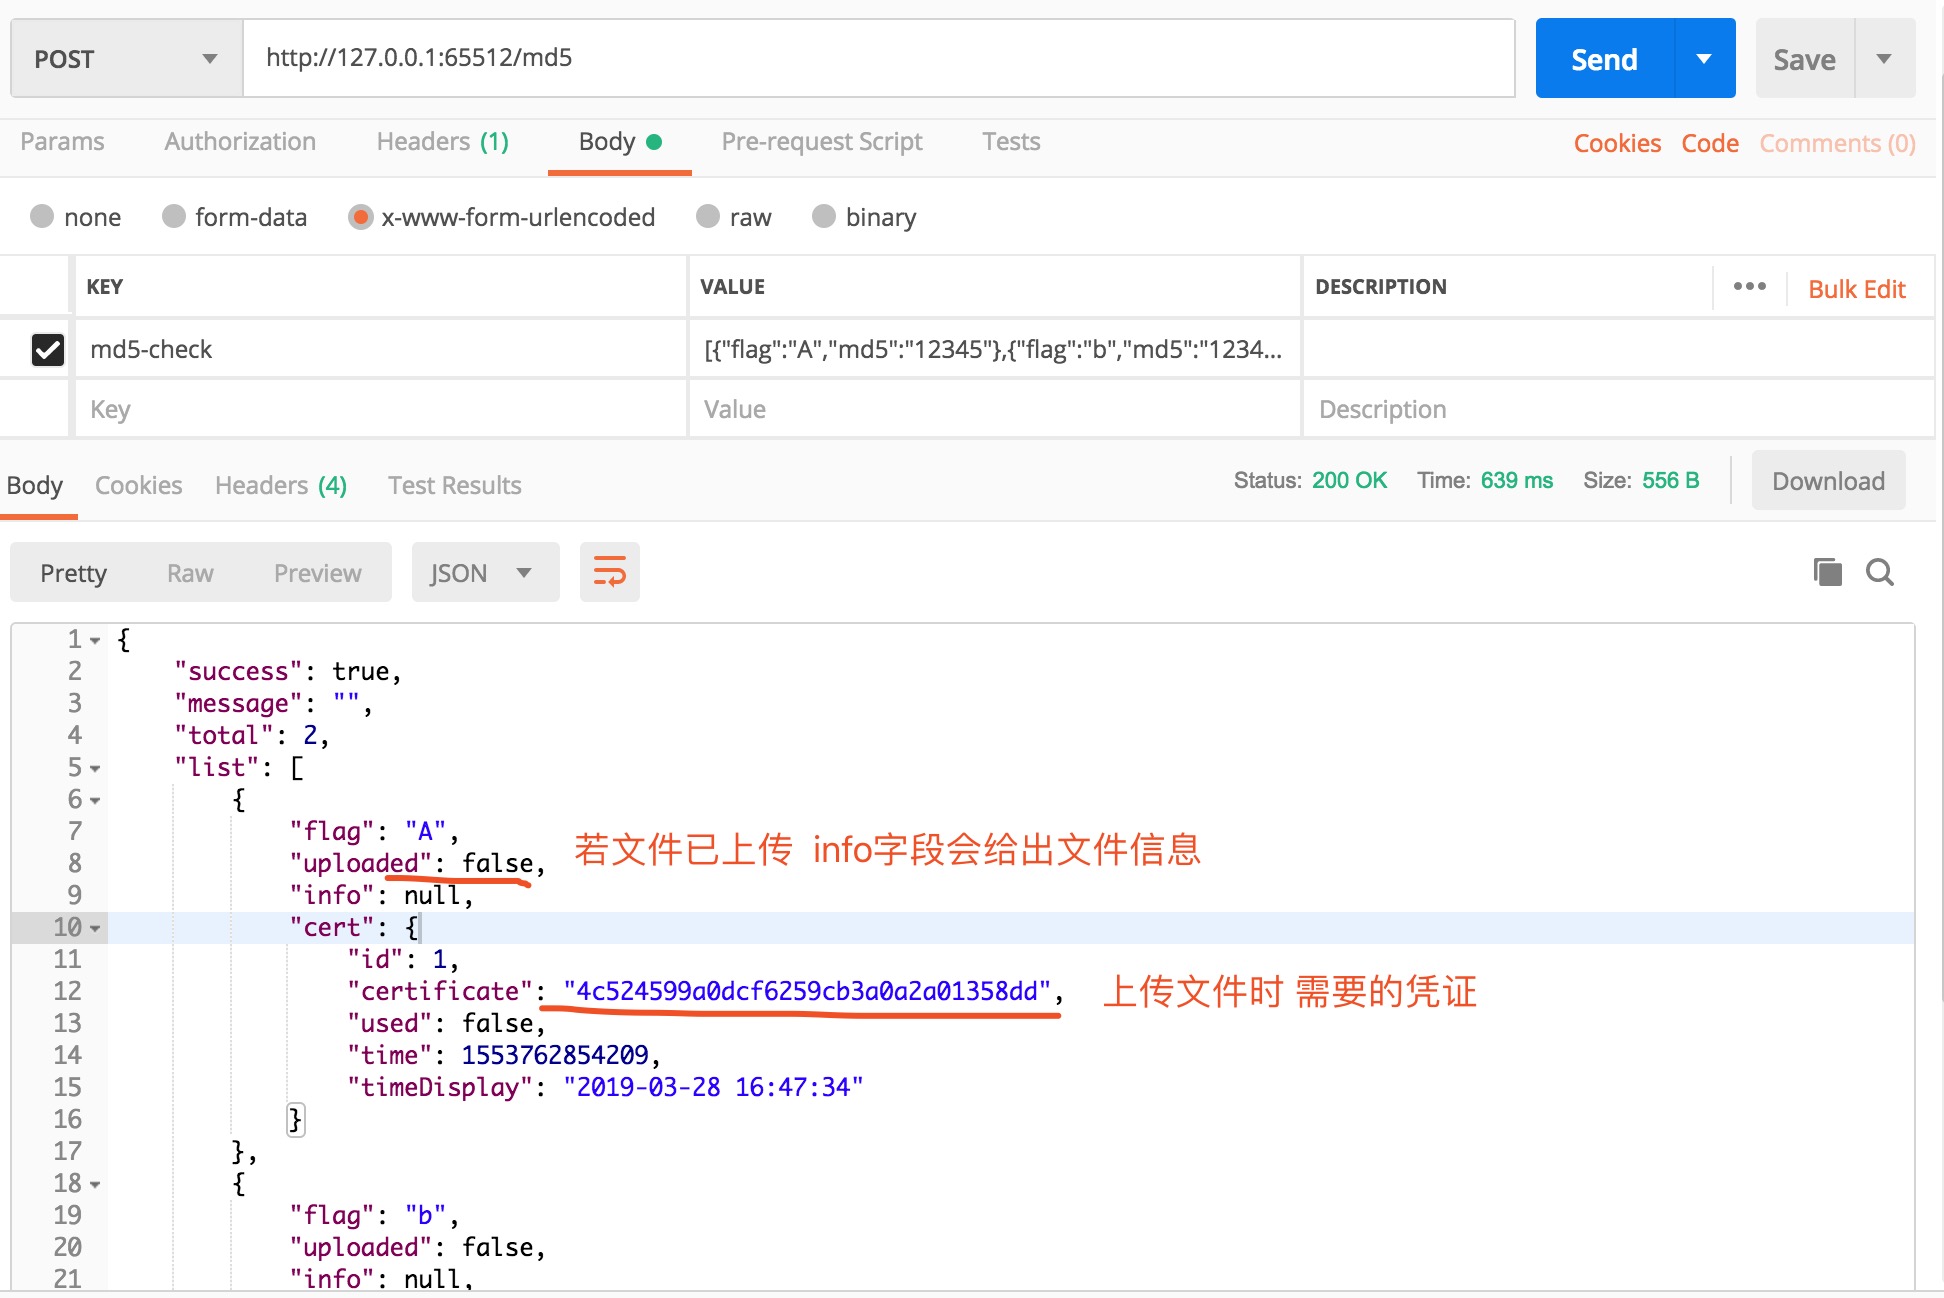 POST http://127.0.0.1:65512/md5 Send Save
Params Authorization Headers (1) Body Pre-request Script Tests Cookies Code Comments (0)
none form-data x-www-form-urlencoded raw binary
KEY VALUE DESCRIPTION ••• Bulk Edit
md5-check [{"flag":"A","md5":"12345"},{"flag":"b","md5":"1234...
Key Value Description
Body Cookies Headers (4) Test Results Status: 200 OK Time: 639 ms Size: 556 B Download
Pretty Raw Preview JSON
1 {
2 "success": true,
3 "message": "",
4 "total": 2,
5 "list": [
6 {
7 "flag": "A",
8 "uploaded": false, 若文件已上传 info字段会给出文件信息
9 "info": null,
10 "cert": {
11 "id": 1,
12 "certificate": "4c524599a0dcf6259cb3a0a2a01358dd", 上传文件时 需要的凭证
13 "used": false,
14 "time": 1553762854209,
15 "timeDisplay": "2019-03-28 16:47:34"
16 }
17 },
18 {
19 "flag": "b",
20 "uploaded": false,
21 "info": null,